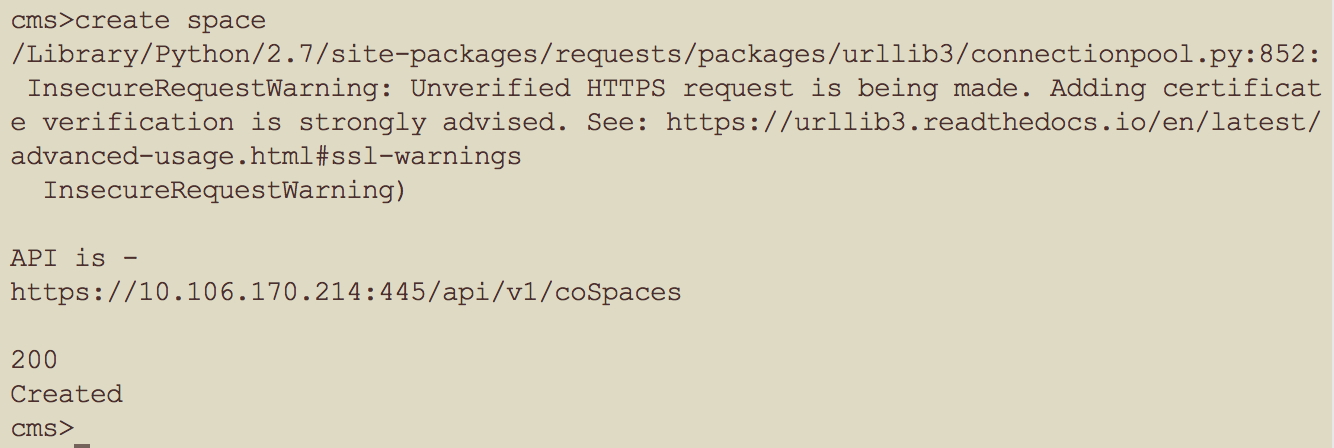 cms>create space
/Library/Python/2.7/site-packages/requests/packages/urllib3/connectionpool.py:852:
 InsecureRequestWarning: Unverified HTTPS request is being made. Adding certificat
e verification is strongly advised. See: https://urllib3.readthedocs.io/en/latest/
advanced-usage.html#ssl-warnings
  InsecureRequestWarning)
API is -
https://10.106.170.214:445/api/v1/coSpaces
200
Created
cms>